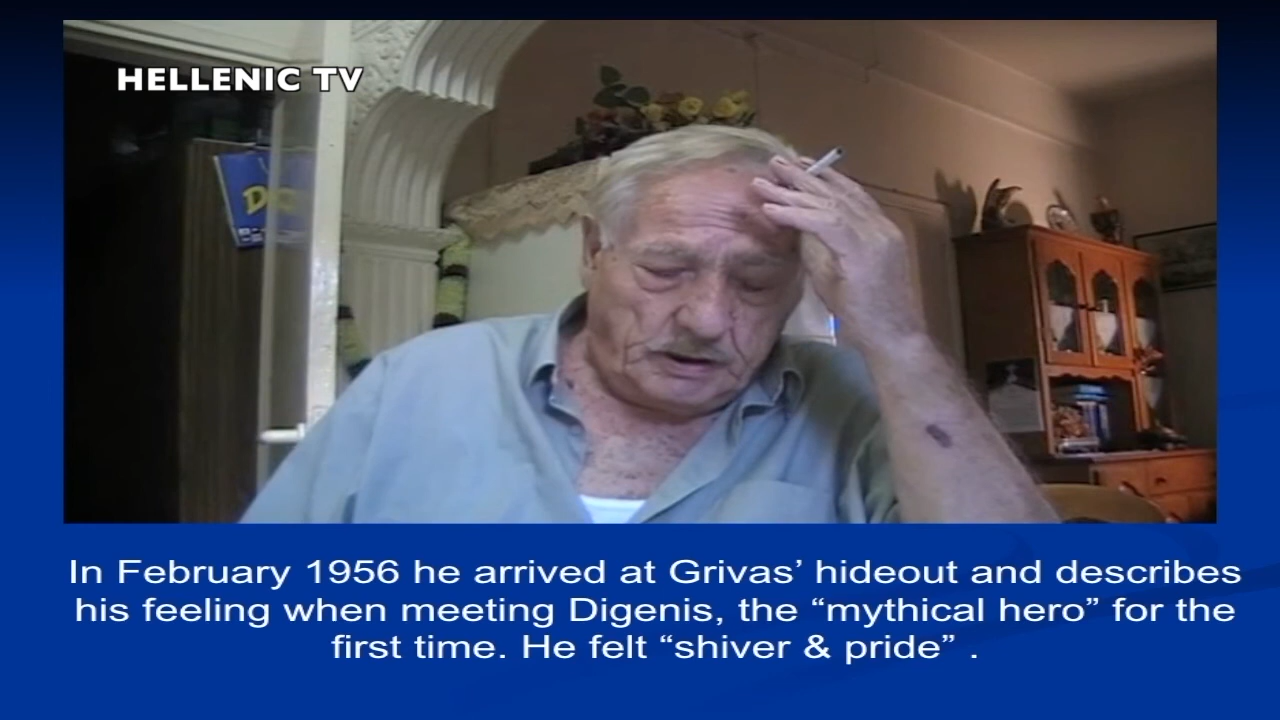 HELLENIC TV
In February 1956 he arrived at Grivas’ hideout and describes
his feeling when meeting Digenis, the “mythical hero” for the
first time. He felt “shiver & pride” .